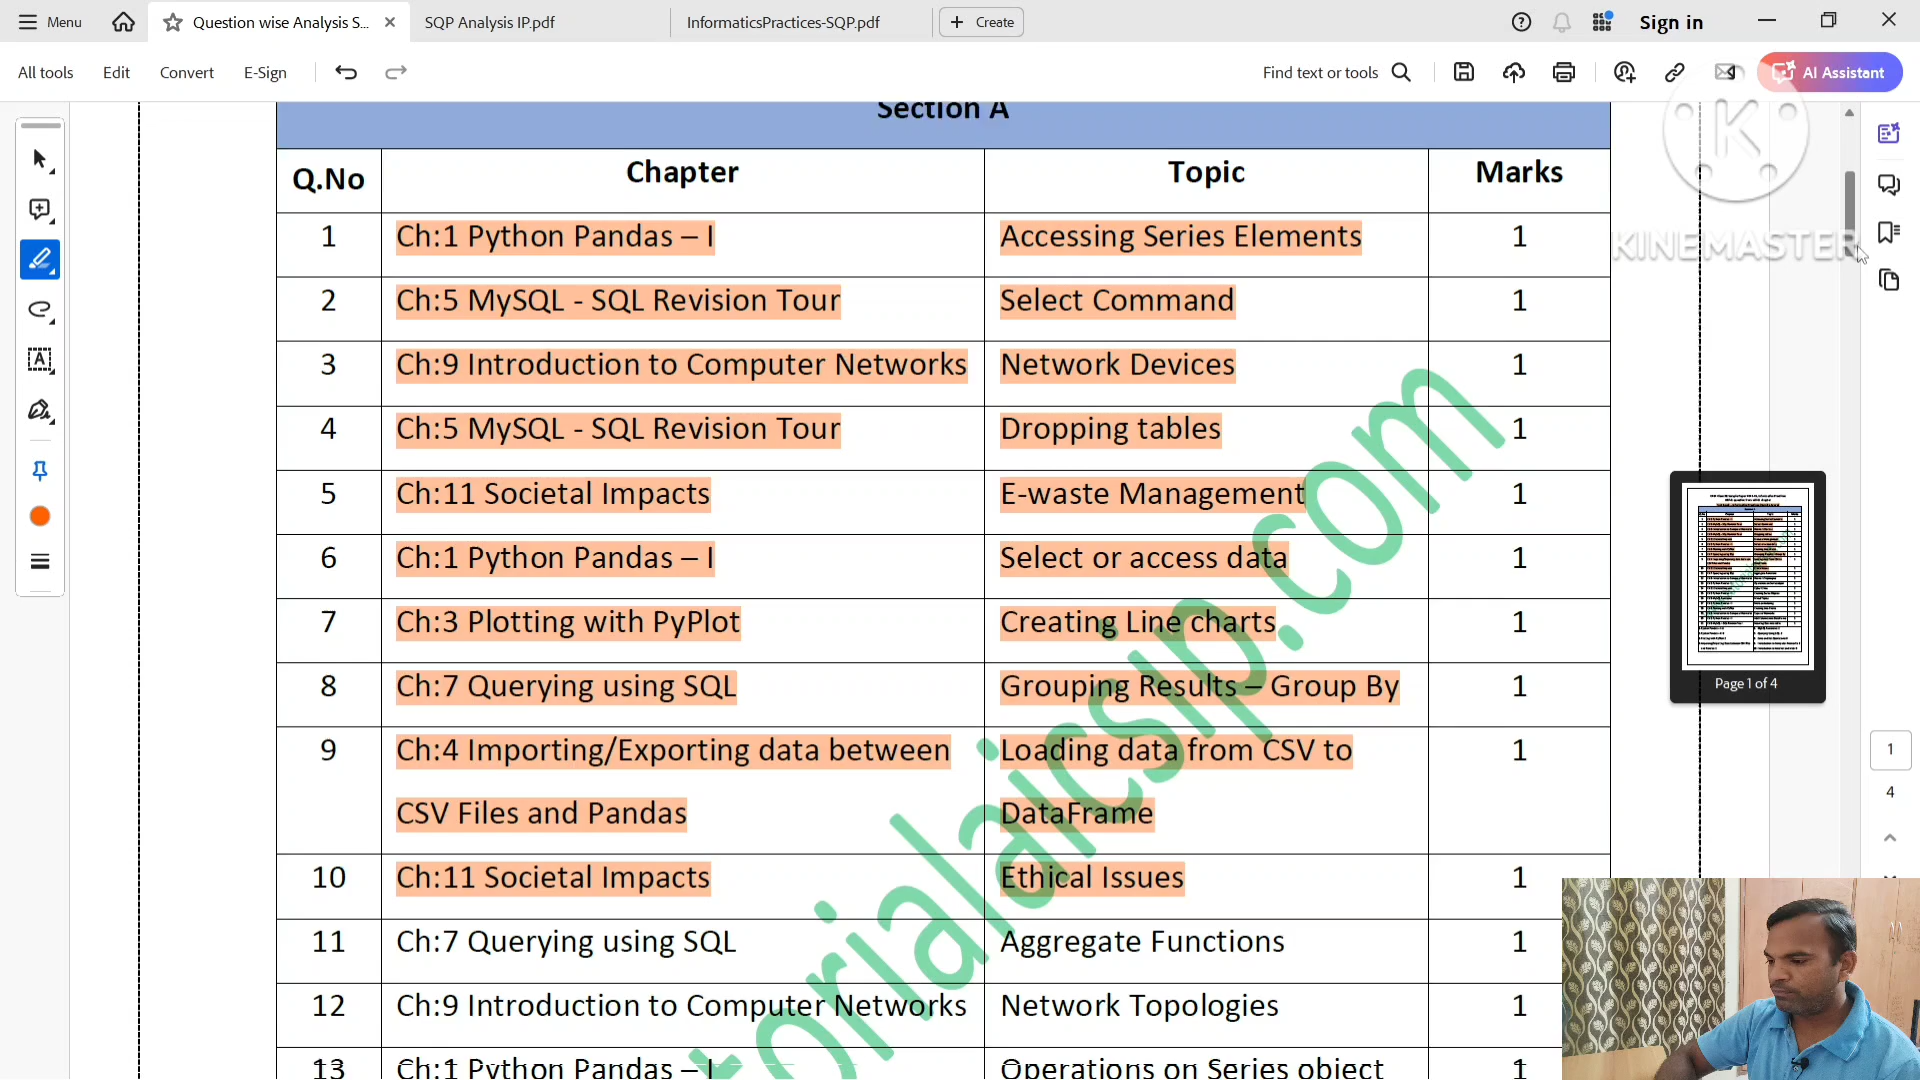 Menu
Question wise Analysis S...
SQP Analysis IP.pdf
InformaticsPractices-SQP.pdf
Create
Sign in
All tools
Edit
Convert
E-Sign
Find text or tools
AI Assistant
K
KINEMASTER
Section A
Q.No Chapter Topic Marks
1 Ch:1 Python Pandas – I Accessing Series Elements 1
2 Ch:5 MySQL - SQL Revision Tour Select Command 1
3 Ch:9 Introduction to Computer Networks Network Devices 1
4 Ch:5 MySQL - SQL Revision Tour Dropping tables 1
5 Ch:11 Societal Impacts E-waste Management 1
6 Ch:1 Python Pandas – I Select or access data 1
7 Ch:3 Plotting with PyPlot Creating Line charts 1
8 Ch:7 Querying using SQL Grouping Results – Group By 1
9 Ch:4 Importing/Exporting data between Loading data from CSV to 1
CSV Files and Pandas DataFrame
10 Ch:11 Societal Impacts Ethical Issues 1
11 Ch:7 Querying using SQL Aggregate Functions 1
12 Ch:9 Introduction to Computer Networks Network Topologies 1
13 Ch:1 Python Pandas – I Operations on Series object 1
torialaicsip.com
A
Page 1 of 4
1
4